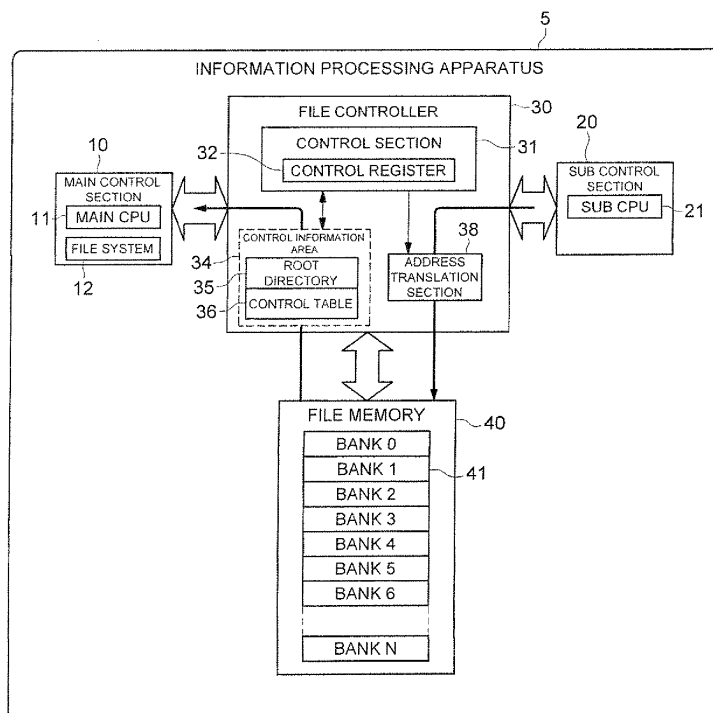 5
INFORMATION PROCESSING APPARATUS
FILE CONTROLLER
30
CONTROL SECTION
31
32
CONTROL REGISTER
10
MAIN CONTROL
SECTION
11
MAIN CPU
FILE SYSTEM
12
20
SUB CONTROL
SECTION
SUB CPU
21
CONTROL INFORMATION
AREA
34
ROOT
DIRECTORY
35
CONTROL TABLE
36
38
ADDRESS
TRANSLATION
SECTION
FILE MEMORY
40
BANK 0
BANK 1
41
BANK 2
BANK 3
BANK 4
BANK 5
BANK 6
BANK N